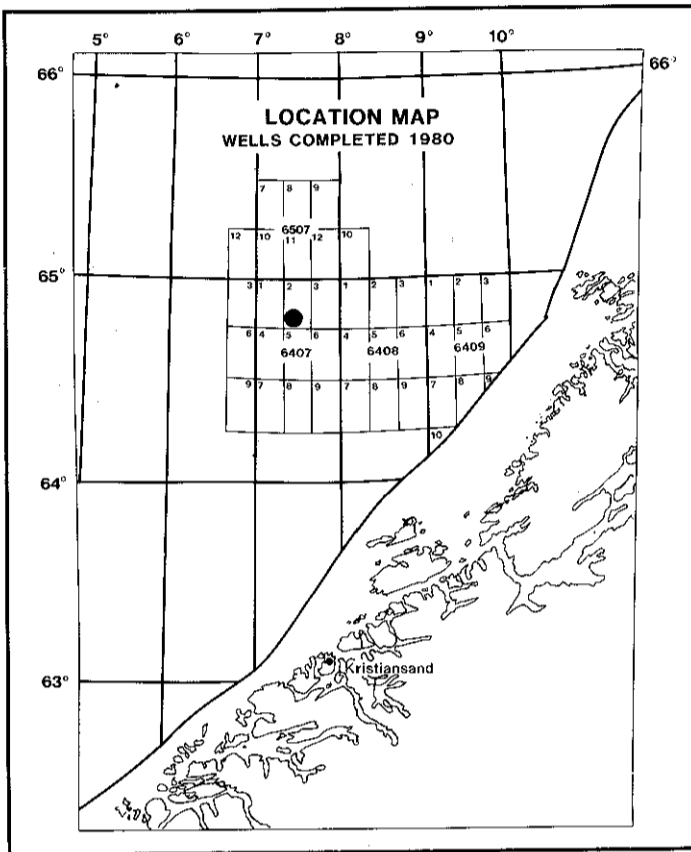 5° 6° 7° 8° 9° 10°
66° 66°
LOCATION MAP
WELLS COMPLETED 1980
7 8 9
6507
12 10 11 12 10
65°
3 1 2 3 1 2 3 1 2 3
6 4 5 6 4 5 6 4 5 6
6407 6408 6409
9 7 8 9 7 8 9 7 8 9
10
64°
Kristiansand
63°